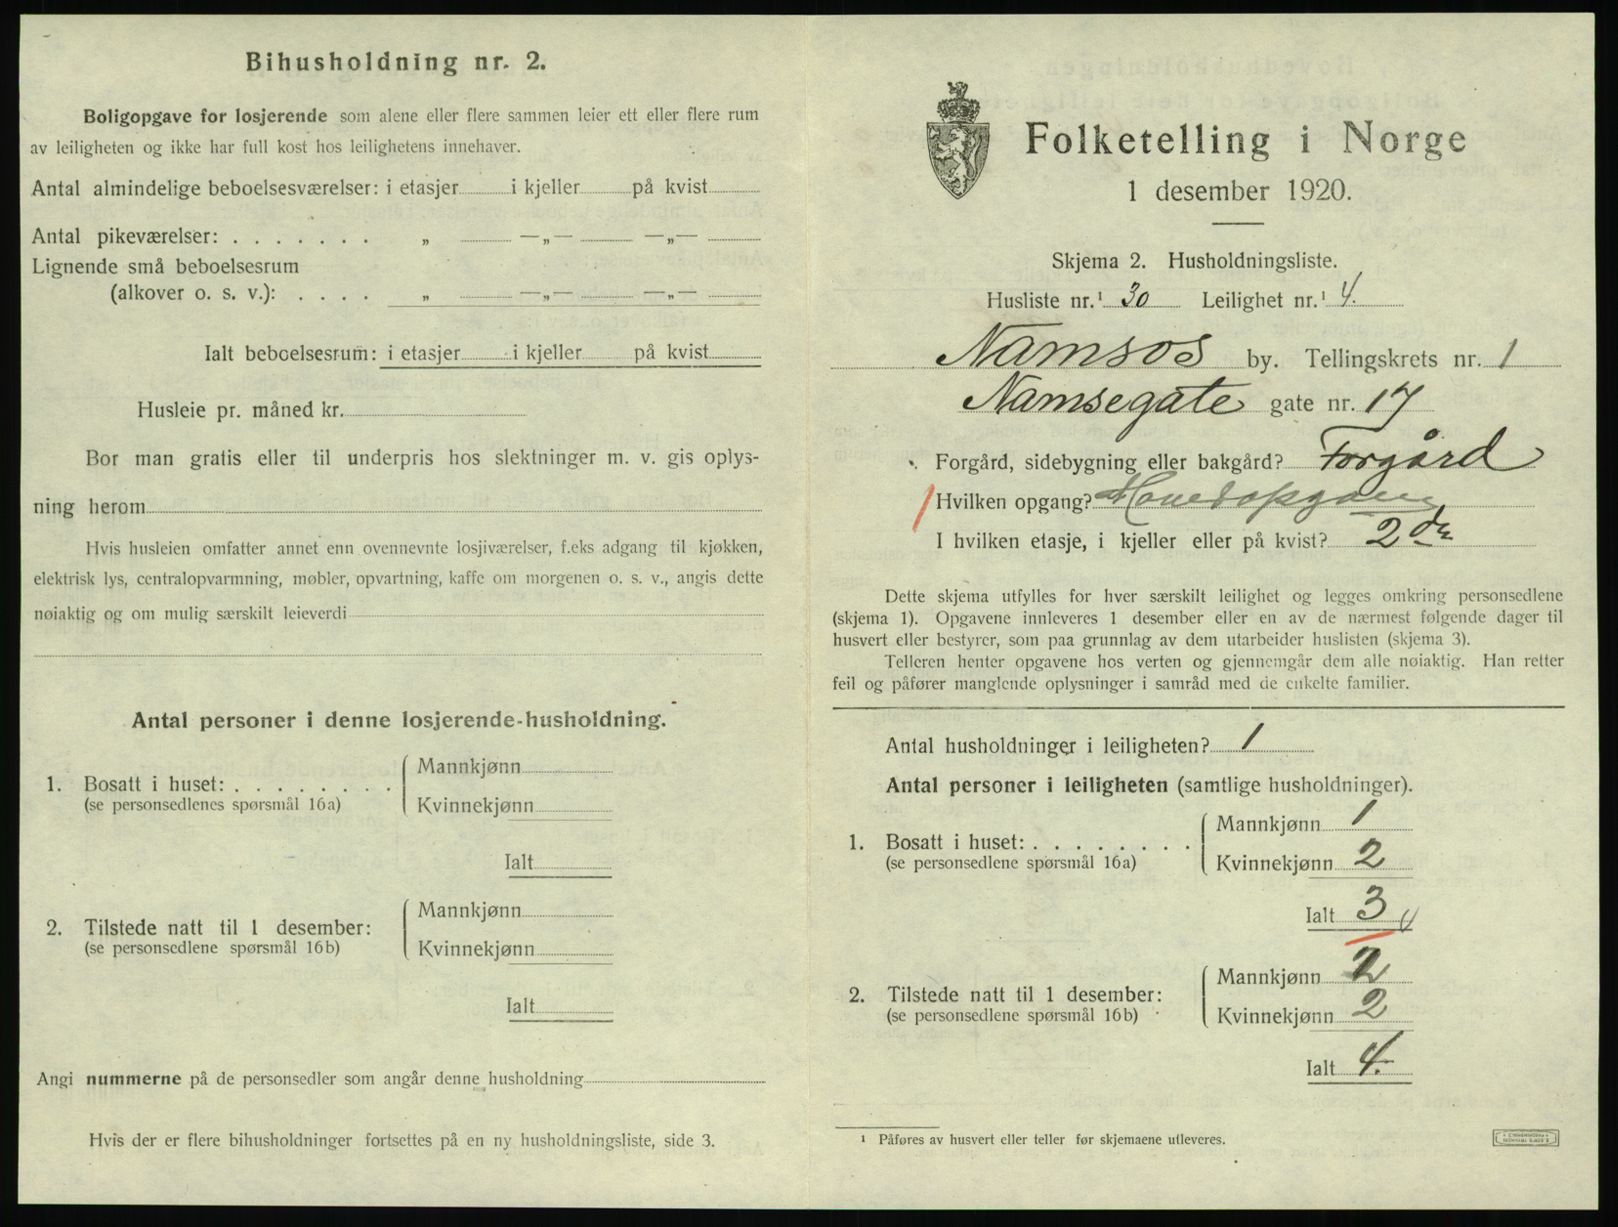 Bihusholdning nr. 2.
Boligopgave for losjerende som alene eller flere sammen leier ett eller flere rum
av leiligheten og ikke har full kost hos leilighetens innehaver.
Antal almindelige beboelsesværelser: i etasjer i kjeller på kvist
Antal pikeværelser: . . . . . . . „ —„— —„—
Lignende små beboelsesrum
(alkover o. s. v.): . . . . „ —„— —„—
Ialt beboelsesrum: i etasjer i kjeller på kvist
Husleie pr. måned kr.
Bor man gratis eller til underpris hos slektninger m. v. gis oplys-
ning herom
Hvis husleien omfatter annet enn ovennevnte losjiværelser, f.eks adgang til kjøkken,
elektrisk lys, centralopvarmning, møbler, opvartning, kaffe om morgenen o. s. v., angis dette
nøiaktig og om mulig særskilt leieverdi
Antal personer i denne losjerende-husholdning.
1. Bosatt i huset: . . . . . . . .
(se personsedlenes spørsmål 16a)
Mannkjønn
Kvinnekjønn
Ialt
2. Tilstede natt til 1 desember:
(se personsedlene spørsmål 16b)
Mannkjønn
Kvinnekjønn
Ialt
Angi nummerne på de personsedler som angår denne husholdning
Hvis der er flere bihusholdninger fortsettes på en ny husholdningsliste, side 3.
Folketelling i Norge
1 desember 1920.
Skjema 2. Husholdningsliste.
Husliste nr.¹ 30 Leilighet nr.¹ 4.
Namsos by. Tellingskrets nr. 1
Namsegate gate nr. 17
Forgård, sidebygning eller bakgård? Forgård
Hvilken opgang? Hovedopgang
I hvilken etasje, i kjeller eller på kvist? 2
Dette skjema utfylles for hver særskilt leilighet og legges omkring personsedlene
(skjema 1). Opgavene innleveres 1 desember eller en av de nærmest følgende dager til
husvert eller bestyrer, som paa grunnlag av dem utarbeider huslisten (skjema 3).
Telleren henter opgavene hos verten og gjennemgår dem alle nøiaktig. Han retter
feil og påfører manglende oplysninger i samråd med de enkelte familier.
Antal husholdninger i leiligheten? 1
Antal personer i leiligheten (samtlige husholdninger).
1. Bosatt i huset: . . . . . . . .
(se personsedlene spørsmål 16a)
Mannkjønn 1
Kvinnekjønn 2
Ialt 3
2. Tilstede natt til 1 desember:
(se personsedlene spørsmål 16b)
Mannkjønn 2
Kvinnekjønn 2
Ialt 4.
¹ Påføres av husvert eller teller før skjemaene utleveres.